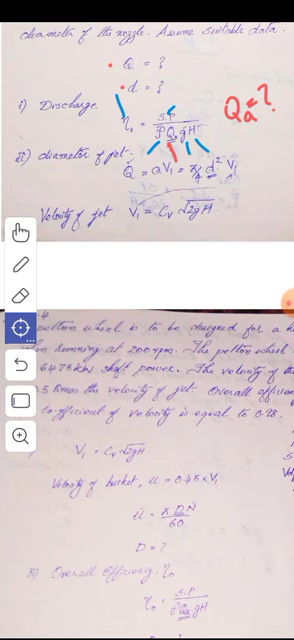 diameter of the nozzle. Assume suitable data.
Q = ?
d = ?
i) Discharge
ηo = S.P / ρ Q g H
Qa = ?
ii) diameter of jet.
Q = a V1 = π/4 d² V1
Velocity of jet V1 = Cv √2gH
pelton wheel is to be designed for a h
when running at 200 rpm. The pelton wheel
6475 kW shaft power. The velocity of the
5 times the velocity of jet. Overall efficien
co-efficient of velocity is equal to 0.98.
V1 = Cv √2gH
Velocity of bucket, u = 0.45 × V1
u = πDN / 60
D = ?
Overall Efficiency ηo
ηo = S.P / ρ Qa g H